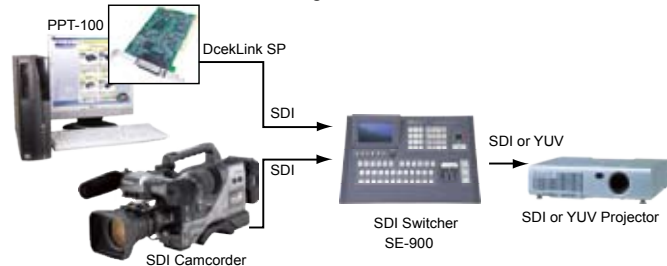 PPT-100
DcekLink SP
SDI
SDI
SDI or YUV
SDI Switcher
SE-900
SDI or YUV Projector
SDI Camcorder